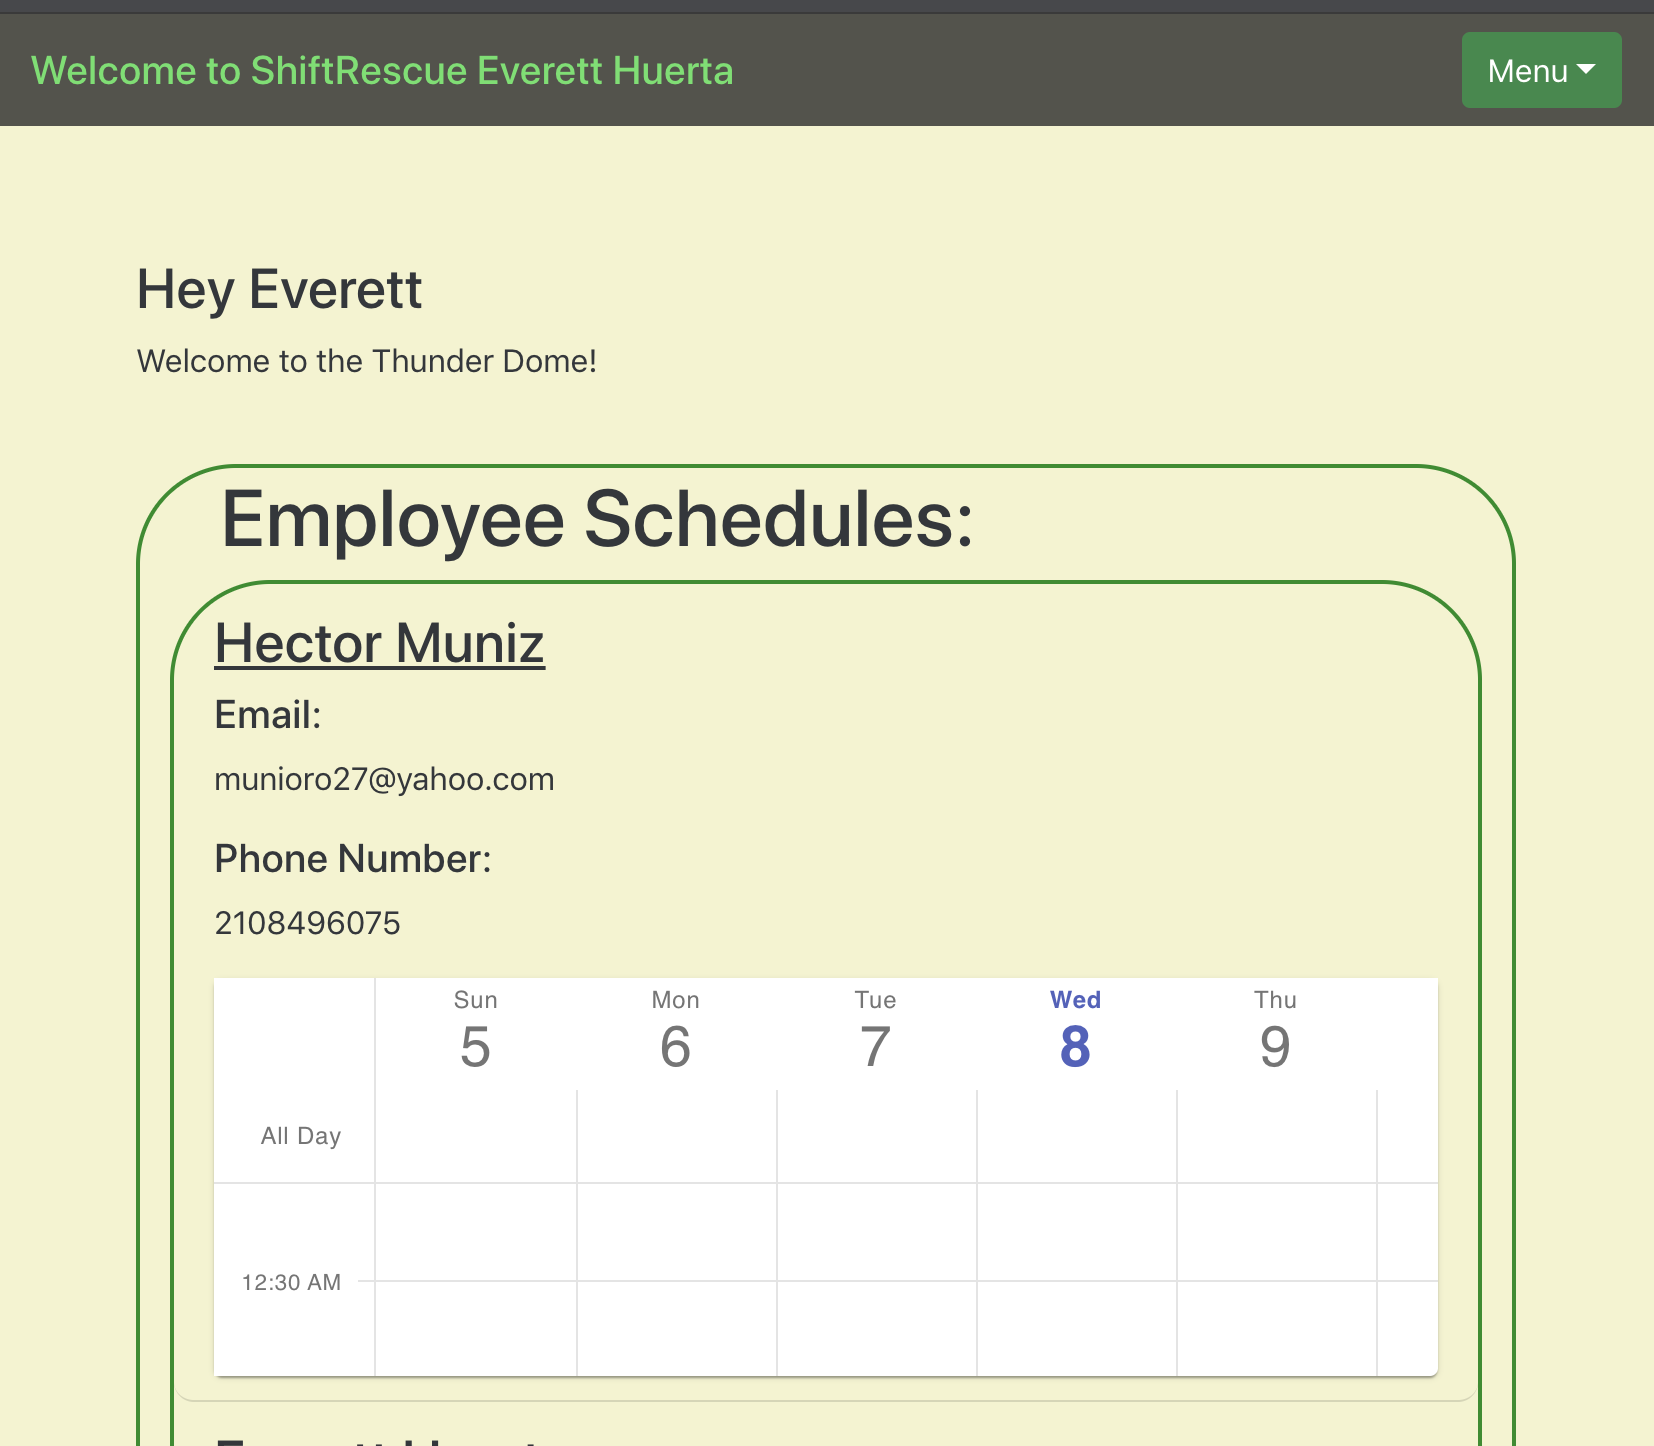 Welcome to ShiftRescue Everett Huerta
Menu
Hey Everett
Welcome to the Thunder Dome!
Employee Schedules:
Hector Muniz
Email:
munioro27@yahoo.com
Phone Number:
2108496075
Sun Mon Tue Wed Thu
5 6 7 8 9
All Day
12:30 AM